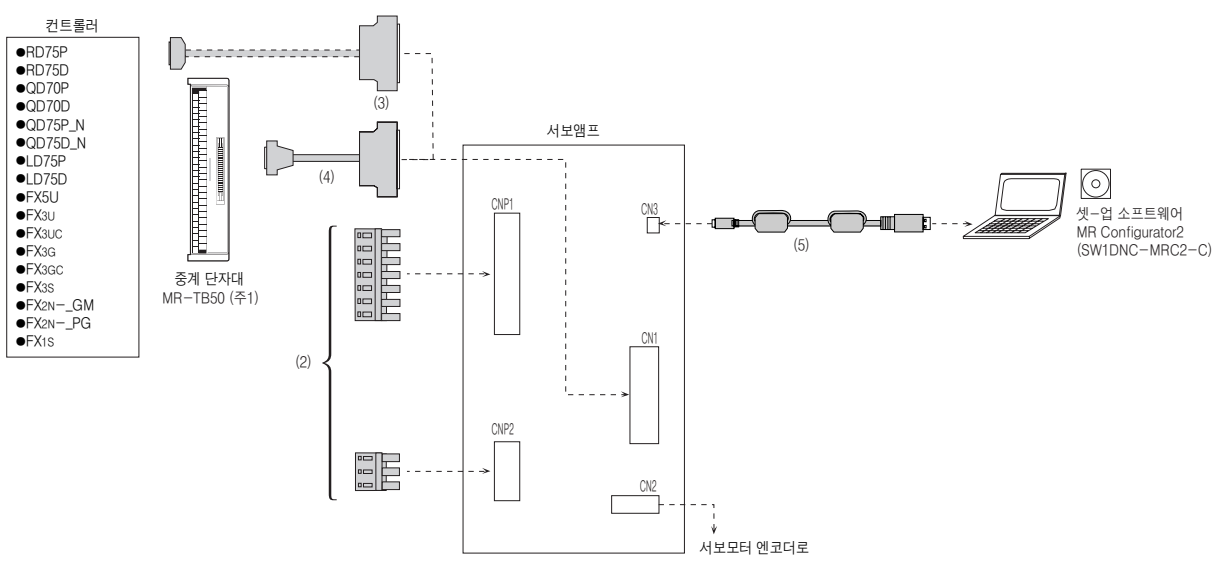 컨트롤러
●RD75P
●RD75D
●QD70P
●QD70D
●QD75P_N
●QD75D_N
●LD75P
●LD75D
●FX5U
●FX3U
●FX3UC
●FX3G
●FX3GC
●FX3S
●FX2N-_GM
●FX2N-_PG
●FX1S
중계 단자대
MR-TB50 (주1)
(3)
(4)
(2)
서보앰프
CNP1
CNP2
CN3
CN1
CN2
서보모터 엔코더로
(5)
셋-업 소프트웨어
MR Configurator2
(SW1DNC-MRC2-C)